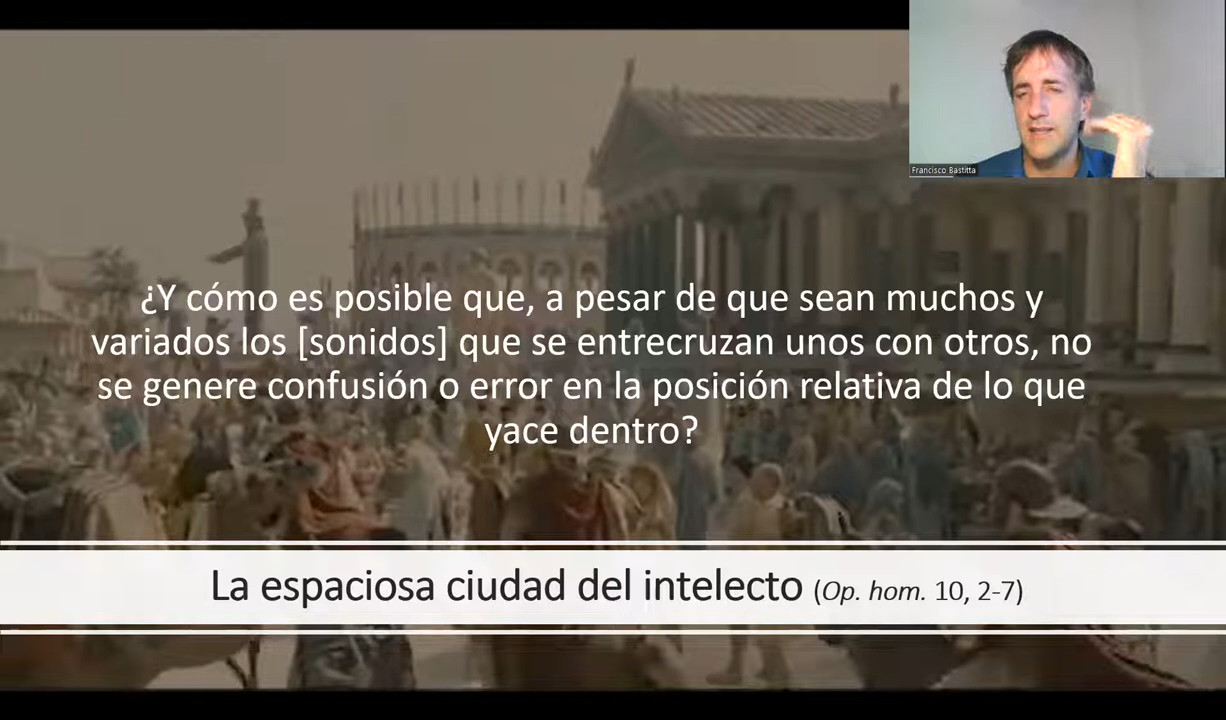 Francisco Bastitta
¿Y cómo es posible que, a pesar de que sean muchos y
variados los [sonidos] que se entrecruzan unos con otros, no
se genere confusión o error en la posición relativa de lo que
yace dentro?
La espaciosa ciudad del intelecto (Op. hom. 10, 2-7)